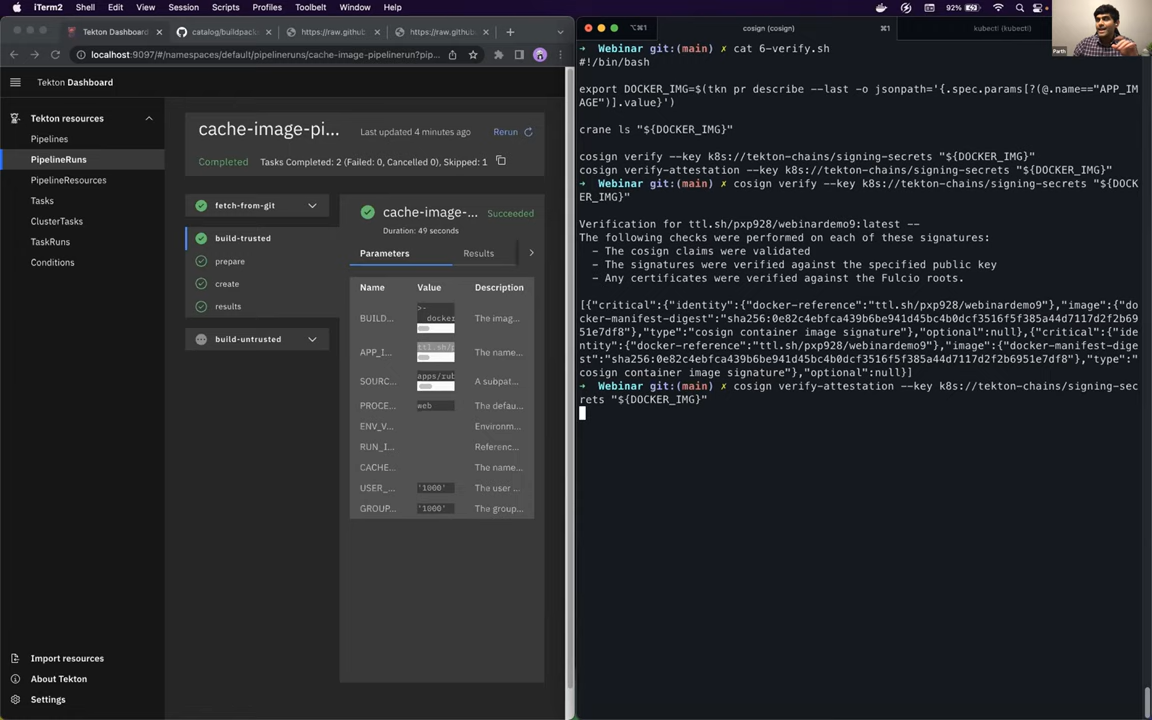 iTerm2 Shell Edit View Session Scripts Profiles Toolbelt Window Help
92%
Tekton Dashboard
catalog/buildpack
https://raw.github
https://raw.github
localhost:9097/#/namespaces/default/pipelineruns/cache-image-pipelinerun?pip...
Tekton Dashboard
Tekton resources
Pipelines
PipelineRuns
PipelineResources
Tasks
ClusterTasks
TaskRuns
Conditions
Import resources
About Tekton
Settings
cache-image-pi...
Last updated 4 minutes ago
Rerun
Completed
Tasks Completed: 2 (Failed: 0, Cancelled 0), Skipped: 1
fetch-from-git
build-trusted
prepare
create
results
build-untrusted
cache-image-...
Succeeded
Duration: 49 seconds
Parameters
Results
Name Value Description
BUILD... >- docker The imag...
APP_I... ttl.sh/p The name...
SOURC... apps/rub A subpat...
PROCE... web The defau...
ENV_V... Environm...
RUN_I... Referenc...
CACHE... The name...
USER_... '1000' The user ...
GROUP... '1000' The group...
⌥⌘1
cosign (cosign)
⌘1
kubectl (kubectl)
Parth
➜ Webinar git:(main) ✗ cat 6-verify.sh
#!/bin/bash
export DOCKER_IMG=$(tkn pr describe --last -o jsonpath='{.spec.params[?(@.name=="APP_IM
AGE")].value}')
crane ls "${DOCKER_IMG}"
cosign verify --key k8s://tekton-chains/signing-secrets "${DOCKER_IMG}"
cosign verify-attestation --key k8s://tekton-chains/signing-secrets "${DOCKER_IMG}"
➜ Webinar git:(main) ✗ cosign verify --key k8s://tekton-chains/signing-secrets "${DOCK
ER_IMG}"
Verification for ttl.sh/pxp928/webinardemo9:latest --
The following checks were performed on each of these signatures:
- The cosign claims were validated
- The signatures were verified against the specified public key
- Any certificates were verified against the Fulcio roots.
[{"critical":{"identity":{"docker-reference":"ttl.sh/pxp928/webinardemo9"},"image":{"do
cker-manifest-digest":"sha256:0e82c4ebfca439b6be941d45bc4b0dcf3516f5f385a44d7117d2f2b69
51e7df8"},"type":"cosign container image signature"},"optional":null},{"critical":{"ide
ntity":{"docker-reference":"ttl.sh/pxp928/webinardemo9"},"image":{"docker-manifest-dige
st":"sha256:0e82c4ebfca439b6be941d45bc4b0dcf3516f5f385a44d7117d2f2b6951e7df8"},"type":"
cosign container image signature"},"optional":null}]
➜ Webinar git:(main) ✗ cosign verify-attestation --key k8s://tekton-chains/signing-sec
rets "${DOCKER_IMG}"